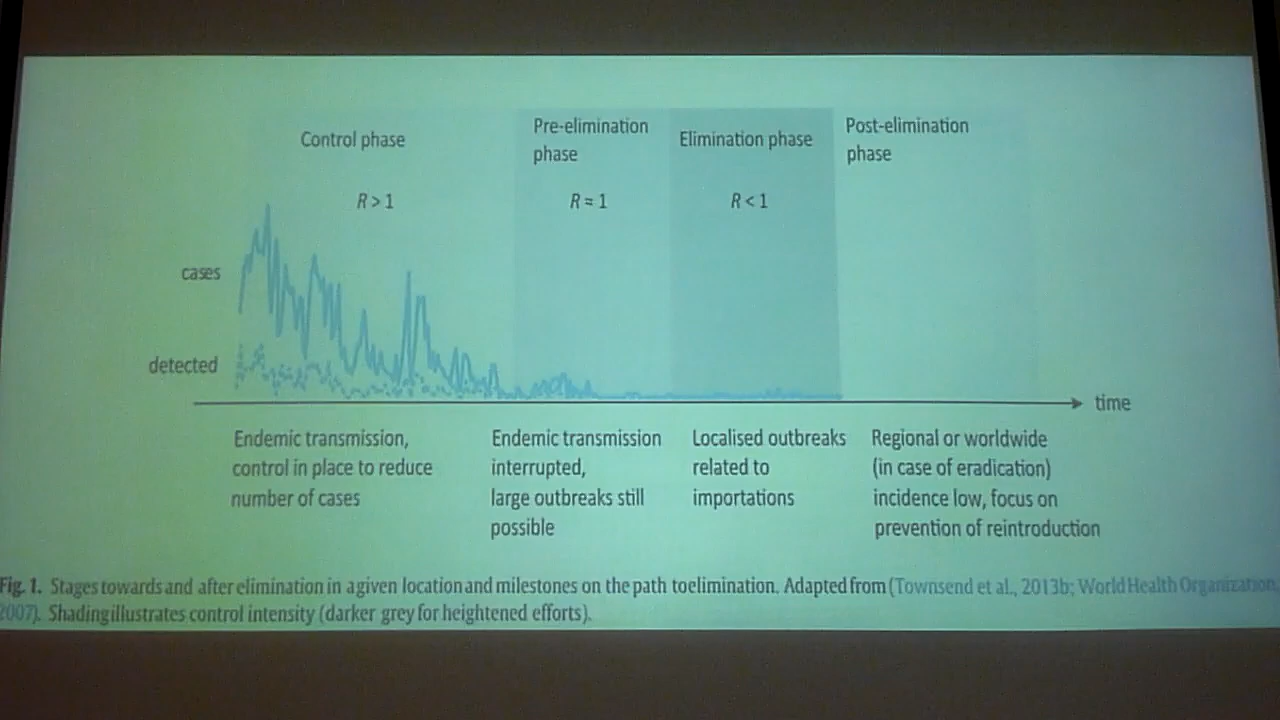 Control phase
Pre-elimination
phase
Elimination phase
Post-elimination
phase
R > 1
R ≈ 1
R < 1
cases
detected
time
Endemic transmission,
control in place to reduce
number of cases
Endemic transmission
interrupted,
large outbreaks still
possible
Localised outbreaks
related to
importations
Regional or worldwide
(in case of eradication)
incidence low, focus on
prevention of reintroduction
Fig. 1. Stages towards and after elimination in a given location and milestones on the path to elimination. Adapted from (Townsend et al., 2013b; World Health Organization,
2007). Shading illustrates control intensity (darker grey for heightened efforts).